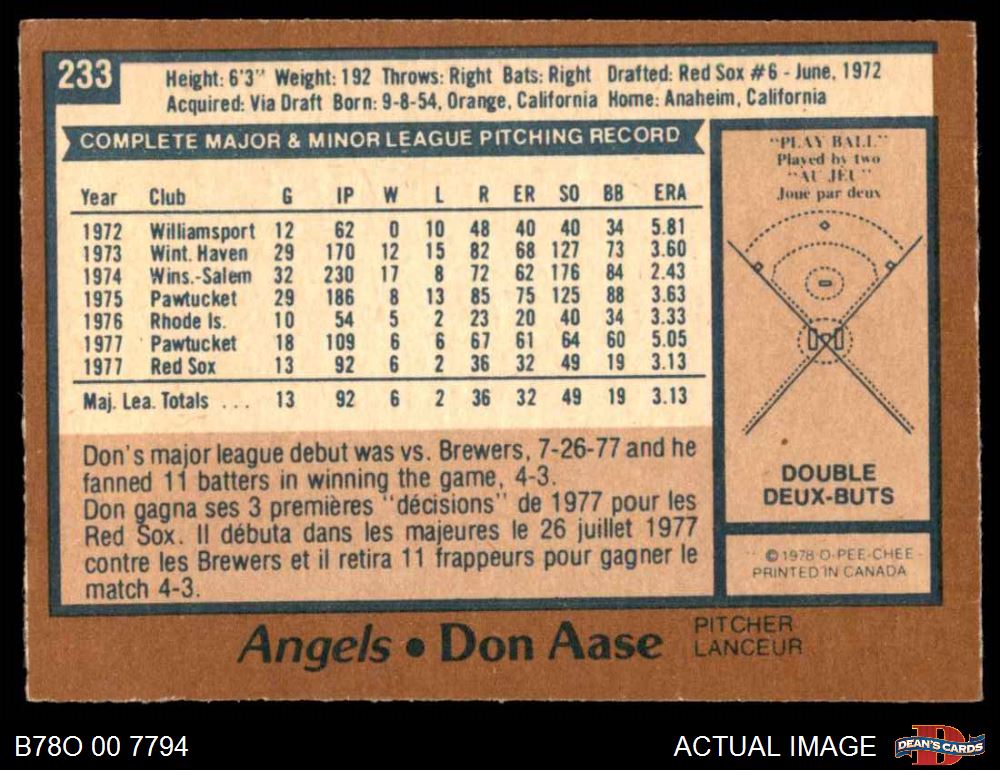 233
Height: 6'3" Weight: 192 Throws: Right Bats: Right Drafted: Red Sox #6 - June, 1972
Acquired: Via Draft Born: 9-8-54, Orange, California Home: Anaheim, California
COMPLETE MAJOR & MINOR LEAGUE PITCHING RECORD
Year Club G IP W L R ER SO BB ERA
1972 Williamsport 12 62 0 10 48 40 40 34 5.81
1973 Wint. Haven 29 170 12 15 82 68 127 73 3.60
1974 Wins.-Salem 32 230 17 8 72 62 176 84 2.43
1975 Pawtucket 29 186 8 13 85 75 125 88 3.63
1976 Rhode Is. 10 54 5 2 23 20 40 34 3.33
1977 Pawtucket 18 109 6 6 67 61 64 60 5.05
1977 Red Sox 13 92 6 2 36 32 49 19 3.13
Maj. Lea. Totals ... 13 92 6 2 36 32 49 19 3.13
Don's major league debut was vs. Brewers, 7-26-77 and he
fanned 11 batters in winning the game, 4-3.
Don gagna ses 3 premières "décisions" de 1977 pour les
Red Sox. Il débuta dans les majeures le 26 juillet 1977
contre les Brewers et il retira 11 frappeurs pour gagner le
match 4-3.
"PLAY BALL"
Played by two
"AU JEU"
Joué par deux
DOUBLE
DEUX-BUTS
© 1978 O-PEE-CHEE
PRINTED IN CANADA
Angels • Don Aase
PITCHER
LANCEUR
B78O 00 7794
ACTUAL IMAGE
D
DEAN'S CARDS